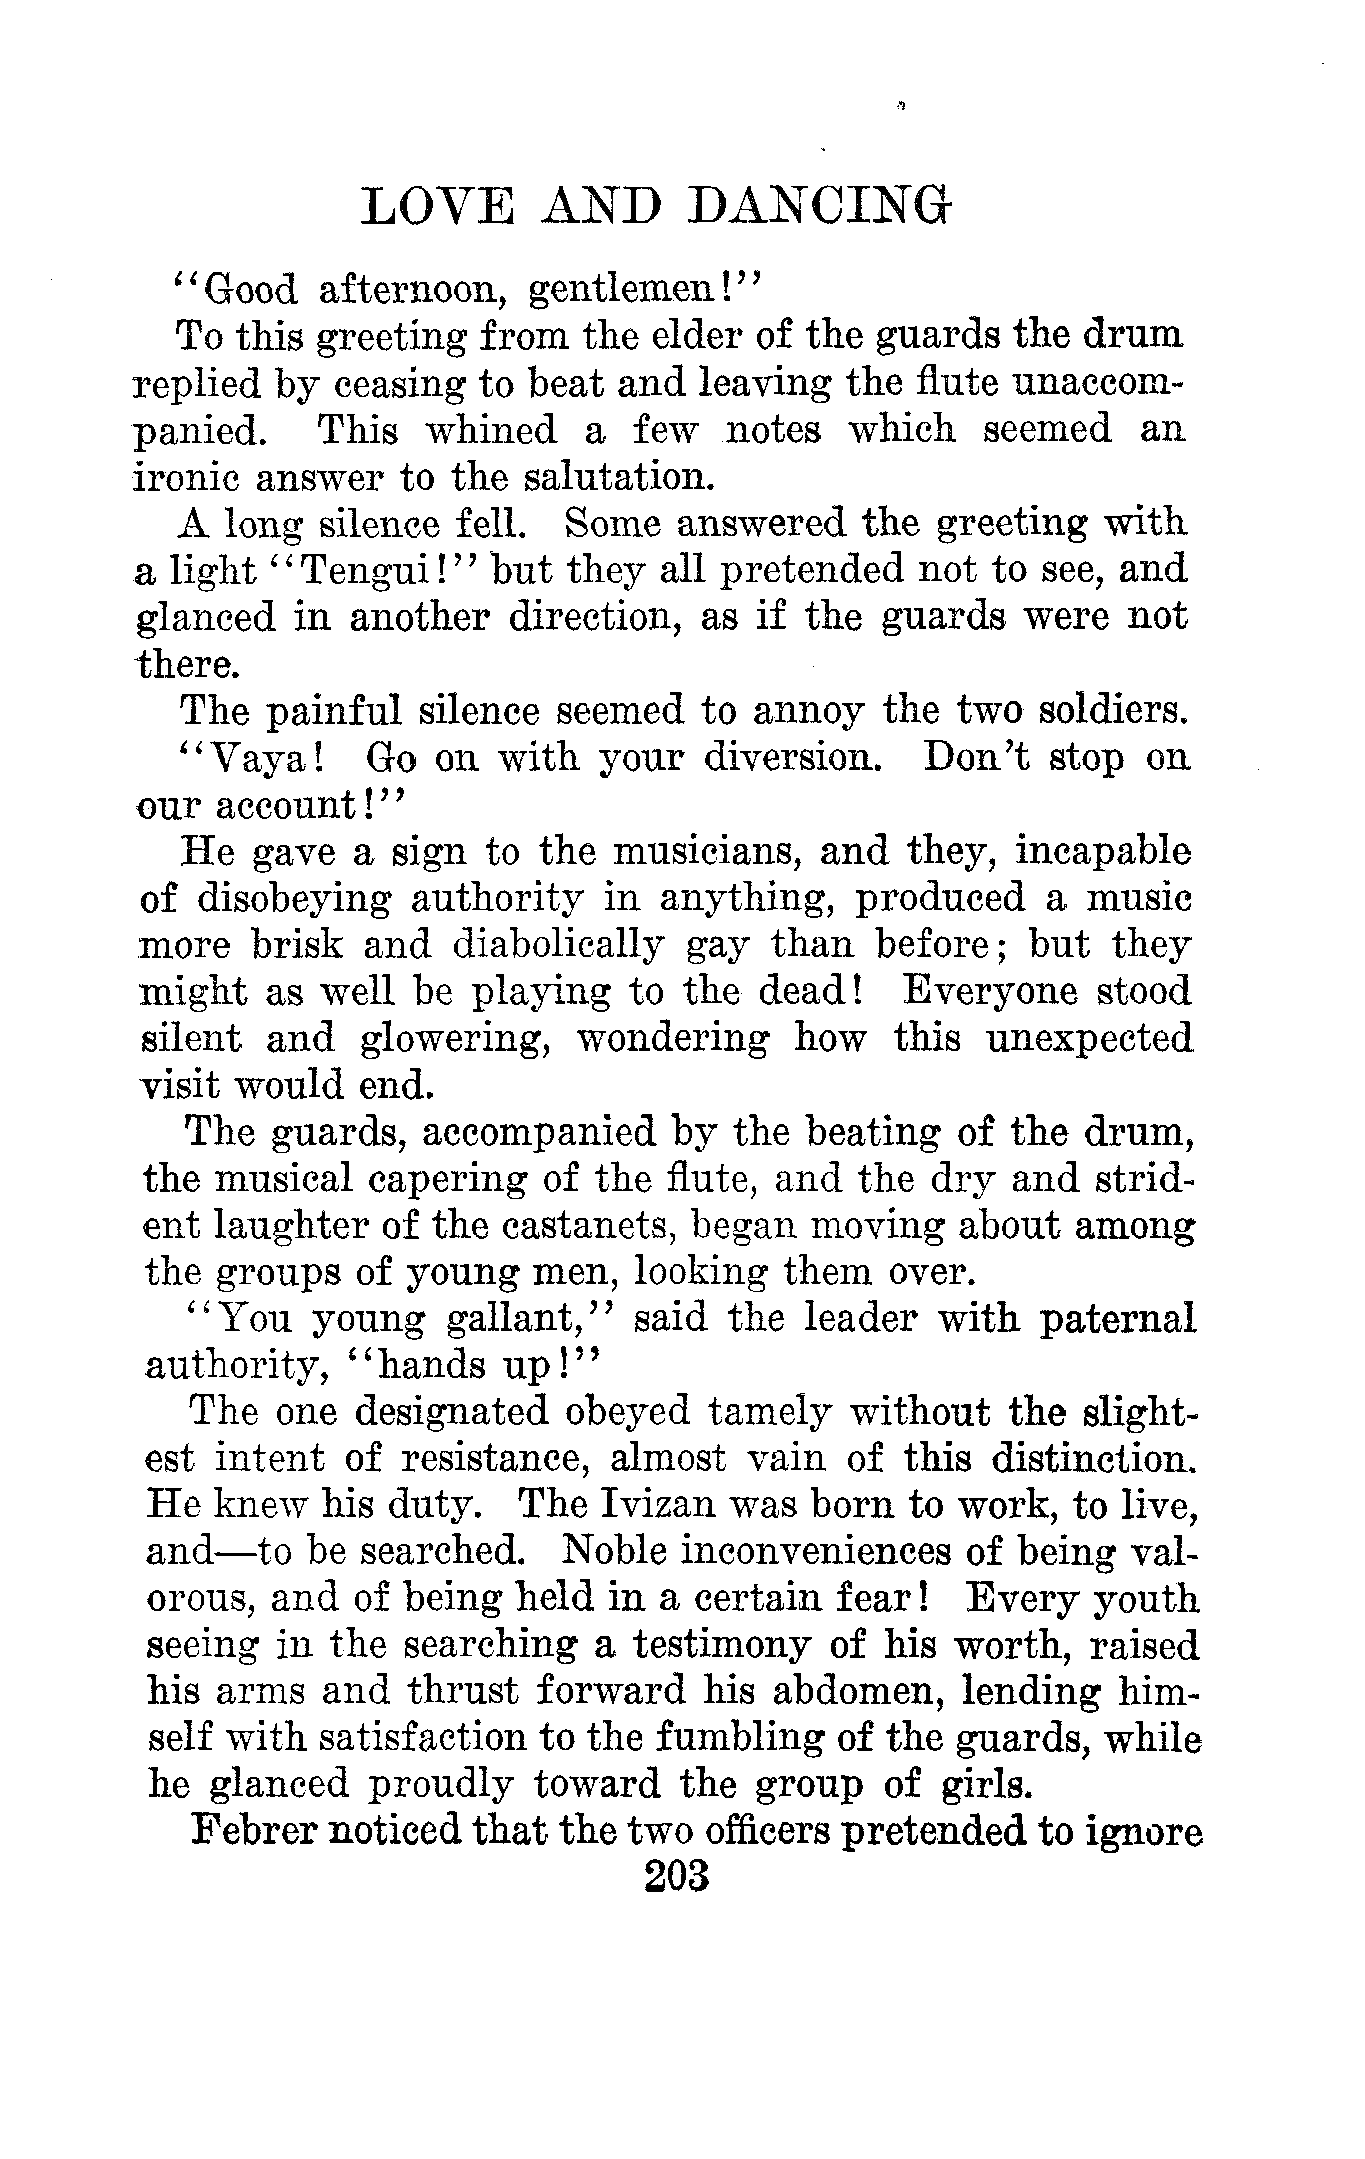 LOVE AND DANCING
"Good afternoon, gentlemen!"
To this greeting from the elder of the guards the drum
replied by ceasing to beat and leaving the flute unaccom-
panied. This whined a few notes which seemed an
ironic answer to the salutation.
A long silence fell. Some answered the greeting with
a light "Tengui!" but they all pretended not to see, and
glanced in another direction, as if the guards were not
there.
The painful silence seemed to annoy the two soldiers.
"Vaya! Go on with your diversion. Don't stop on
our account!"
He gave a sign to the musicians, and they, incapable
of disobeying authority in anything, produced a music
more brisk and diabolically gay than before; but they
might as well be playing to the dead! Everyone stood
silent and glowering, wondering how this unexpected
visit would end.
The guards, accompanied by the beating of the drum,
the musical capering of the flute, and the dry and strid-
ent laughter of the castanets, began moving about among
the groups of young men, looking them over.
"You young gallant," said the leader with paternal
authority, "hands up!"
The one designated obeyed tamely without the slight-
est intent of resistance, almost vain of this distinction.
He knew his duty. The Ivizan was born to work, to live,
and—to be searched. Noble inconveniences of being val-
orous, and of being held in a certain fear! Every youth
seeing in the searching a testimony of his worth, raised
his arms and thrust forward his abdomen, lending him-
self with satisfaction to the fumbling of the guards, while
he glanced proudly toward the group of girls.
Febrer noticed that the two officers pretended to ignore
203